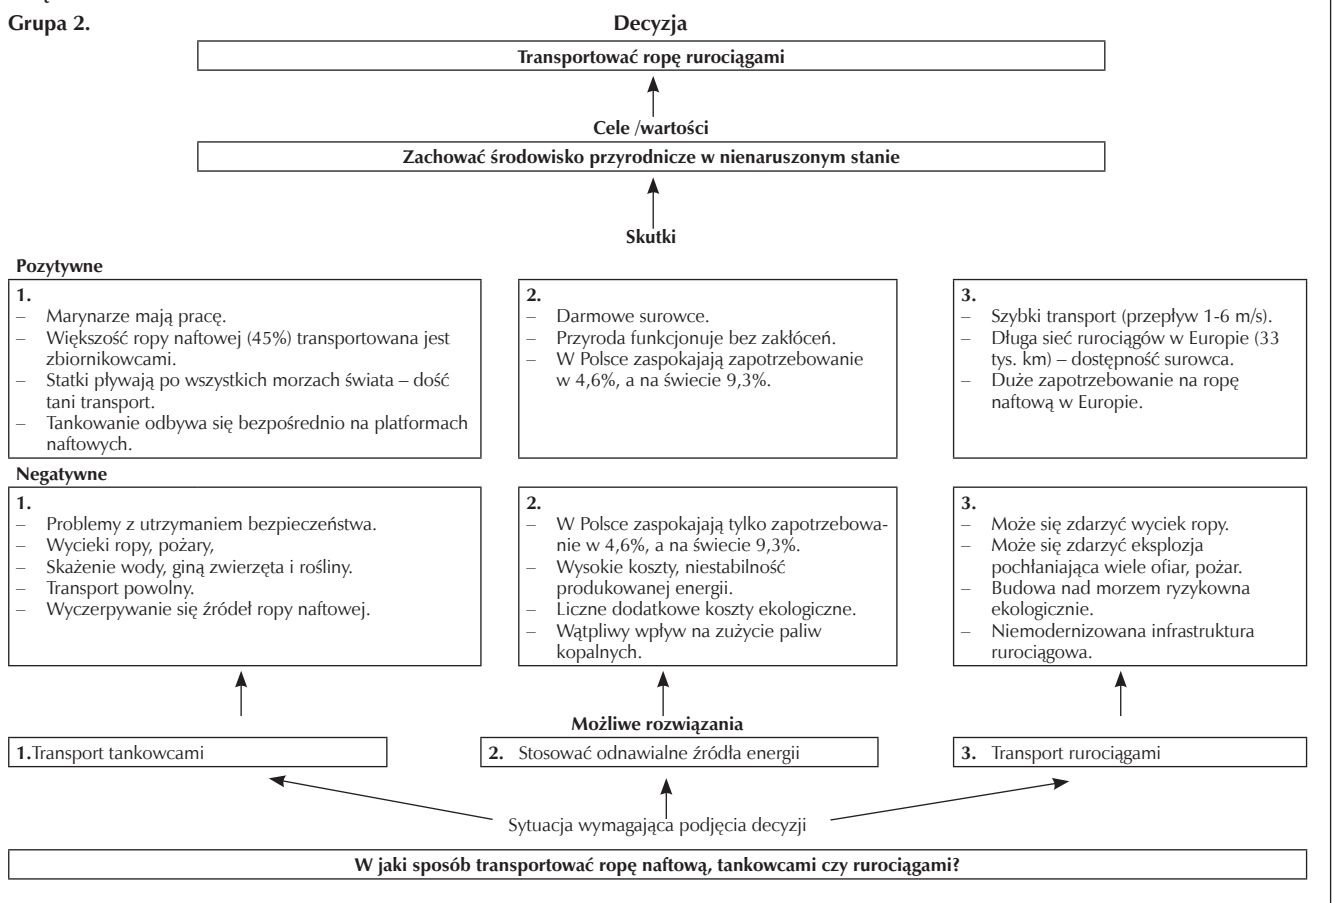 Grupa 2.
Decyzja
Transportować ropę rurociągami
Cele /wartości
Zachować środowisko przyrodnicze w nienaruszonym stanie
Skutki
Pozytywne
1.
– Marynarze mają pracę.
– Większość ropy naftowej (45%) transportowana jest
zbiornikowcami.
– Statki pływają po wszystkich morzach świata – dość
tani transport.
– Tankowanie odbywa się bezpośrednio na platformach
naftowych.
2.
– Darmowe surowce.
– Przyroda funkcjonuje bez zakłóceń.
– W Polsce zaspokajają zapotrzebowanie
w 4,6%, a na świecie 9,3%.
3.
– Szybki transport (przepływ 1-6 m/s).
– Długa sieć rurociągów w Europie (33
tys. km) – dostępność surowca.
– Duże zapotrzebowanie na ropę
naftową w Europie.
Negatywne
1.
– Problemy z utrzymaniem bezpieczeństwa.
– Wycieki ropy, pożary,
– Skażenie wody, giną zwierzęta i rośliny.
– Transport powolny.
– Wyczerpywanie się źródeł ropy naftowej.
2.
– W Polsce zaspokajają tylko zapotrzebowa-
nie w 4,6%, a na świecie 9,3%.
– Wysokie koszty, niestabilność
produkowanej energii.
– Liczne dodatkowe koszty ekologiczne.
– Wątpliwy wpływ na zużycie paliw
kopalnych.
3.
– Może się zdarzyć wyciek ropy.
– Może się zdarzyć eksplozja
pochłaniająca wiele ofiar, pożar.
– Budowa nad morzem ryzykowna
ekologicznie.
– Niemodernizowana infrastruktura
rurociągowa.
Możliwe rozwiązania
1.Transport tankowcami
2. Stosować odnawialne źródła energii
3. Transport rurociągami
Sytuacja wymagająca podjęcia decyzji
W jaki sposób transportować ropę naftową, tankowcami czy rurociągami?